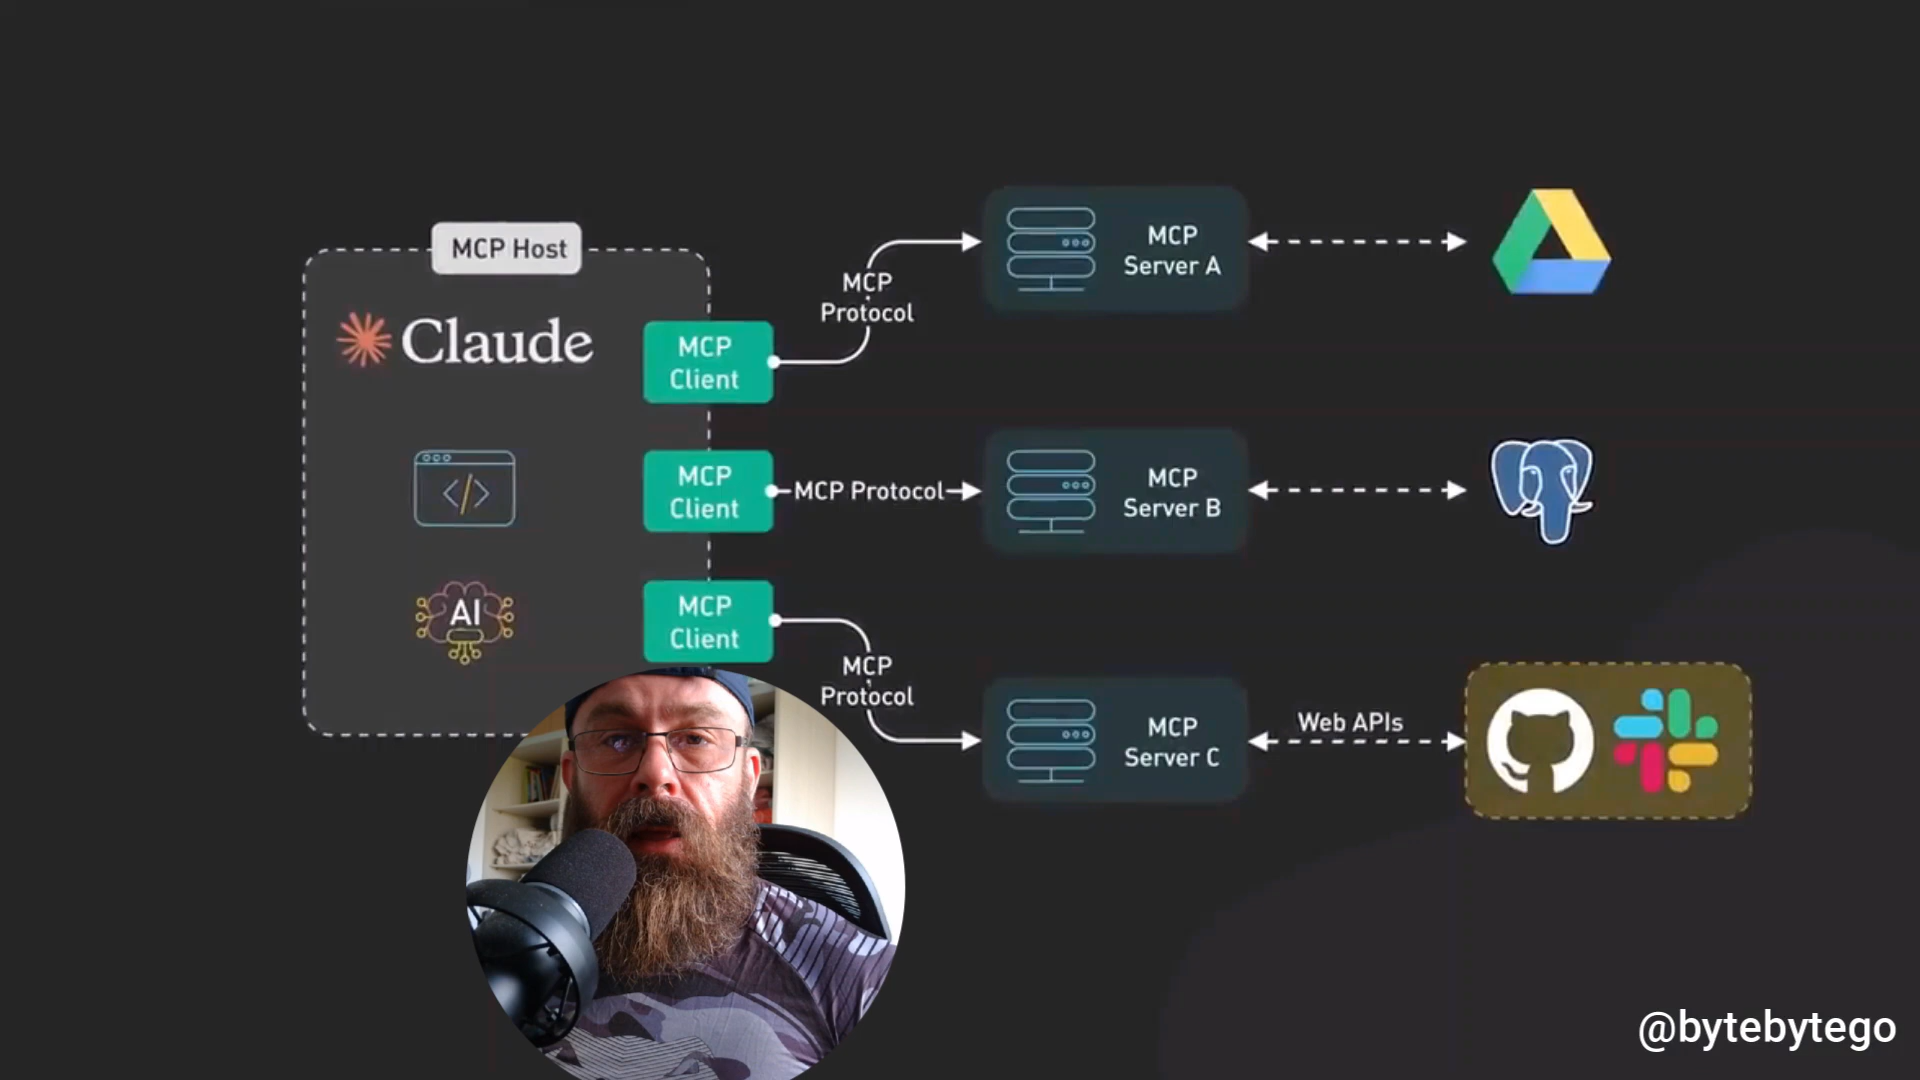 MCP Host
Claude
</>
AI
MCP
Client
MCP
Client
MCP
Client
MCP
Protocol
MCP Protocol
MCP
Protocol
MCP
Server A
MCP
Server B
MCP
Server C
Web APIs
@bytebytego